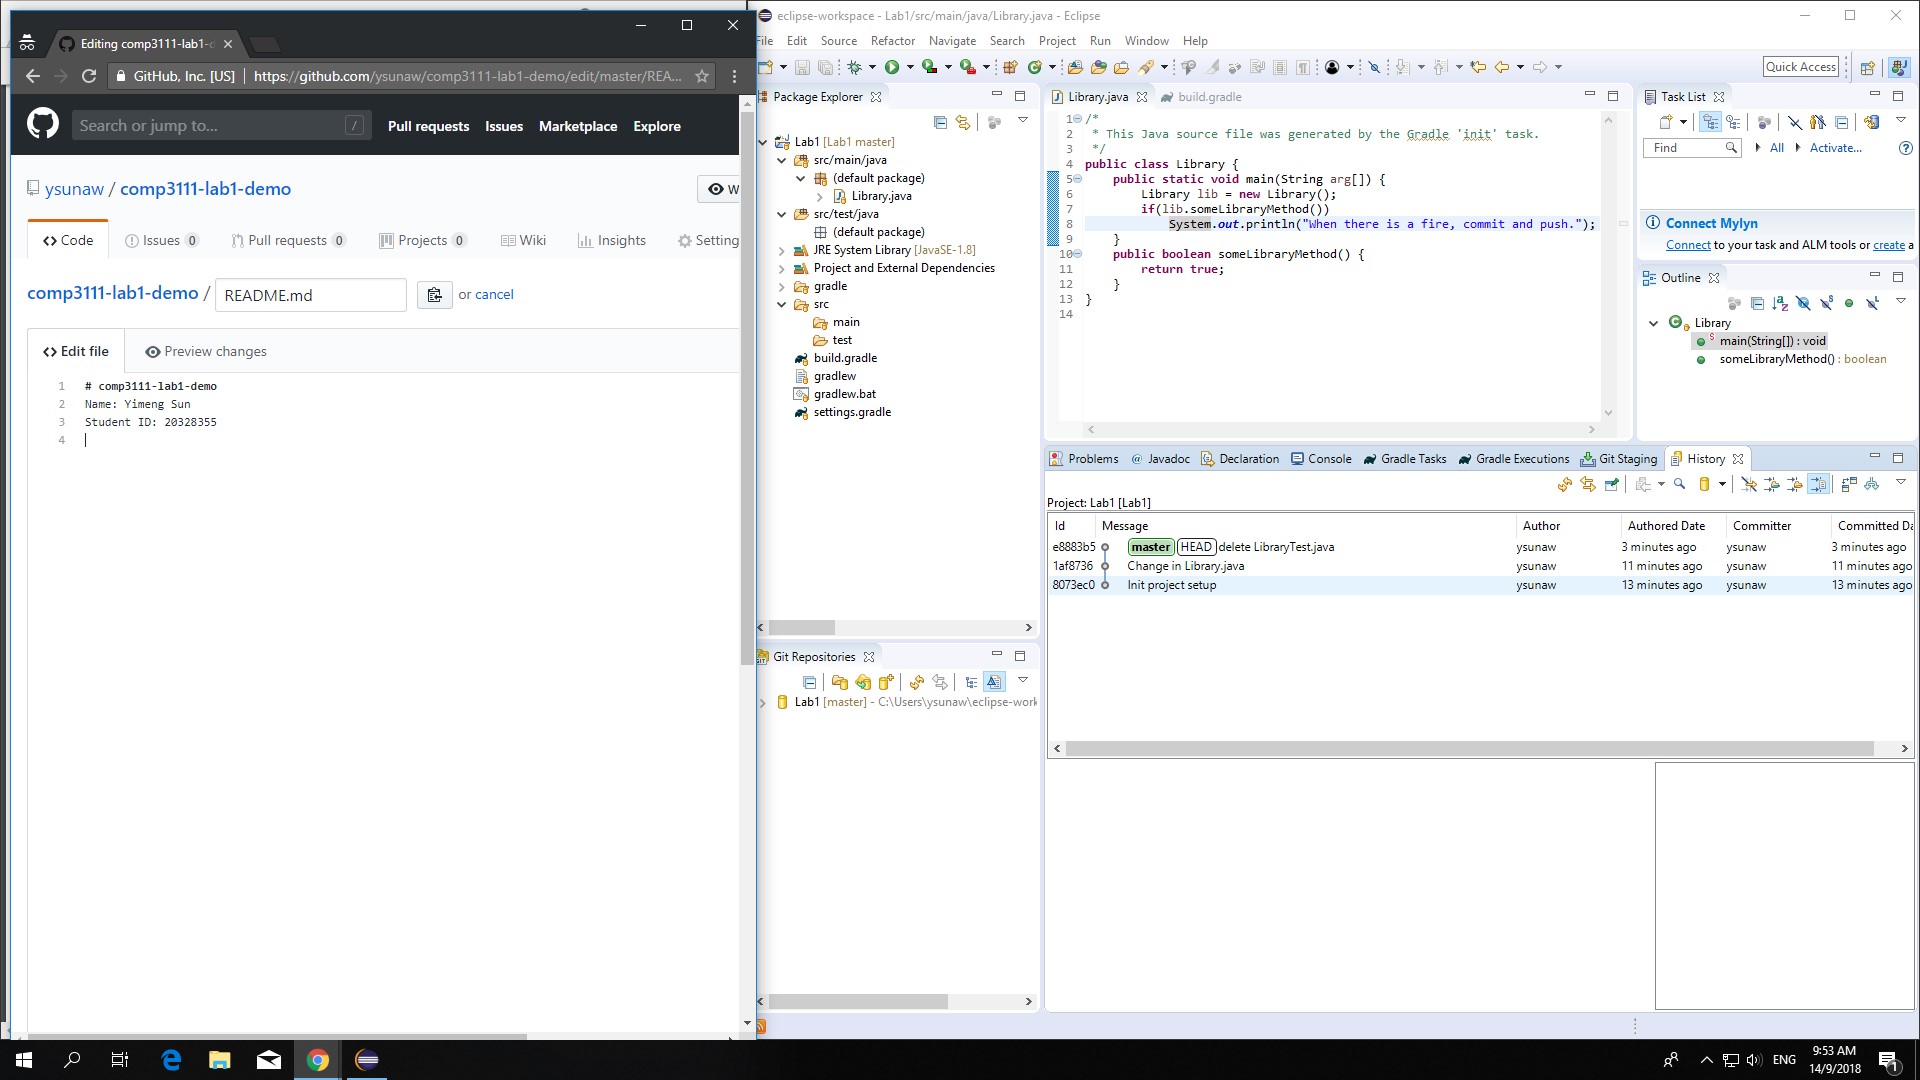 Editing comp3111-lab1-d
GitHub, Inc. [US]
https://github.com/ysunaw/comp3111-lab1-demo/edit/master/REA...
Search or jump to...
/
Pull requests
Issues
Marketplace
Explore
ysunaw / comp3111-lab1-demo
W
Code
Issues 0
Pull requests 0
Projects 0
Wiki
Insights
Setting
comp3111-lab1-demo / README.md or cancel
Edit file
Preview changes
1 # comp3111-lab1-demo
2 Name: Yimeng Sun
3 Student ID: 20328355
4
eclipse-workspace - Lab1/src/main/java/Library.java - Eclipse
File Edit Source Refactor Navigate Search Project Run Window Help
Quick Access
Package Explorer
Lab1 [Lab1 master]
src/main/java
(default package)
Library.java
src/test/java
(default package)
JRE System Library [JavaSE-1.8]
Project and External Dependencies
gradle
src
main
test
build.gradle
gradlew
gradlew.bat
settings.gradle
Git Repositories
Lab1 [master] - C:\Users\ysunaw\eclipse-work
Library.java
build.gradle
1 /*
2 * This Java source file was generated by the Gradle 'init' task.
3 */
4 public class Library {
5 public static void main(String arg[]) {
6 Library lib = new Library();
7 if(lib.someLibraryMethod())
8 System.out.println("When there is a fire, commit and push.");
9 }
10 public boolean someLibraryMethod() {
11 return true;
12 }
13 }
14
Task List
Find
All
Activate...
Connect Mylyn
Connect to your task and ALM tools or create a
Outline
Library
main(String[]) : void
someLibraryMethod() : boolean
Problems
Javadoc
Declaration
Console
Gradle Tasks
Gradle Executions
Git Staging
History
Project: Lab1 [Lab1]
Id Message Author Authored Date Committer Committed Da
e8883b5 master HEAD delete LibraryTest.java ysunaw 3 minutes ago ysunaw 3 minutes ago
1af8736 Change in Library.java ysunaw 11 minutes ago ysunaw 11 minutes ago
8073ec0 Init project setup ysunaw 13 minutes ago ysunaw 13 minutes ago
ENG
9:53 AM
14/9/2018
1